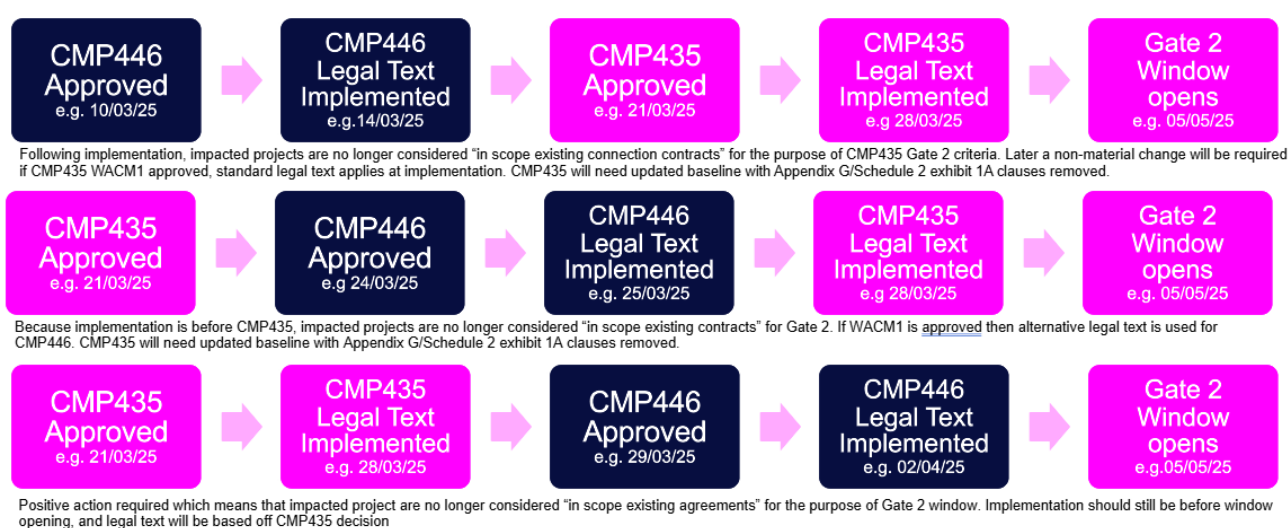 CMP446
Approved
e.g. 10/03/25
CMP446
Legal Text
Implemented
e.g.14/03/25
CMP435
Approved
e.g. 21/03/25
CMP435
Legal Text
Implemented
e.g 28/03/25
Gate 2
Window
opens
e.g. 05/05/25
Following implementation, impacted projects are no longer considered “in scope existing connection contracts” for the purpose of CMP435 Gate 2 criteria. Later a non-material change will be required
if CMP435 WACM1 approved, standard legal text applies at implementation. CMP435 will need updated baseline with Appendix G/Schedule 2 exhibit 1A clauses removed.
CMP435
Approved
e.g. 21/03/25
CMP446
Approved
e.g 24/03/25
CMP446
Legal Text
Implemented
e.g. 25/03/25
CMP435
Legal Text
Implemented
e.g 28/03/25
Gate 2
Window
opens
e.g. 05/05/25
Because implementation is before CMP435, impacted projects are no longer considered “in scope existing contracts” for Gate 2. If WACM1 is approved then alternative legal text is used for
CMP446. CMP435 will need updated baseline with Appendix G/Schedule 2 exhibit 1A clauses removed.
CMP435
Approved
e.g. 21/03/25
CMP435
Legal Text
Implemented
e.g. 28/03/25
CMP446
Approved
e.g. 29/03/25
CMP446
Legal Text
Implemented
e.g. 02/04/25
Gate 2
Window
opens
e.g.05/05/25
Positive action required which means that impacted project are no longer considered “in scope existing agreements” for the purpose of Gate 2 window. Implementation should still be before window
opening, and legal text will be based off CMP435 decision